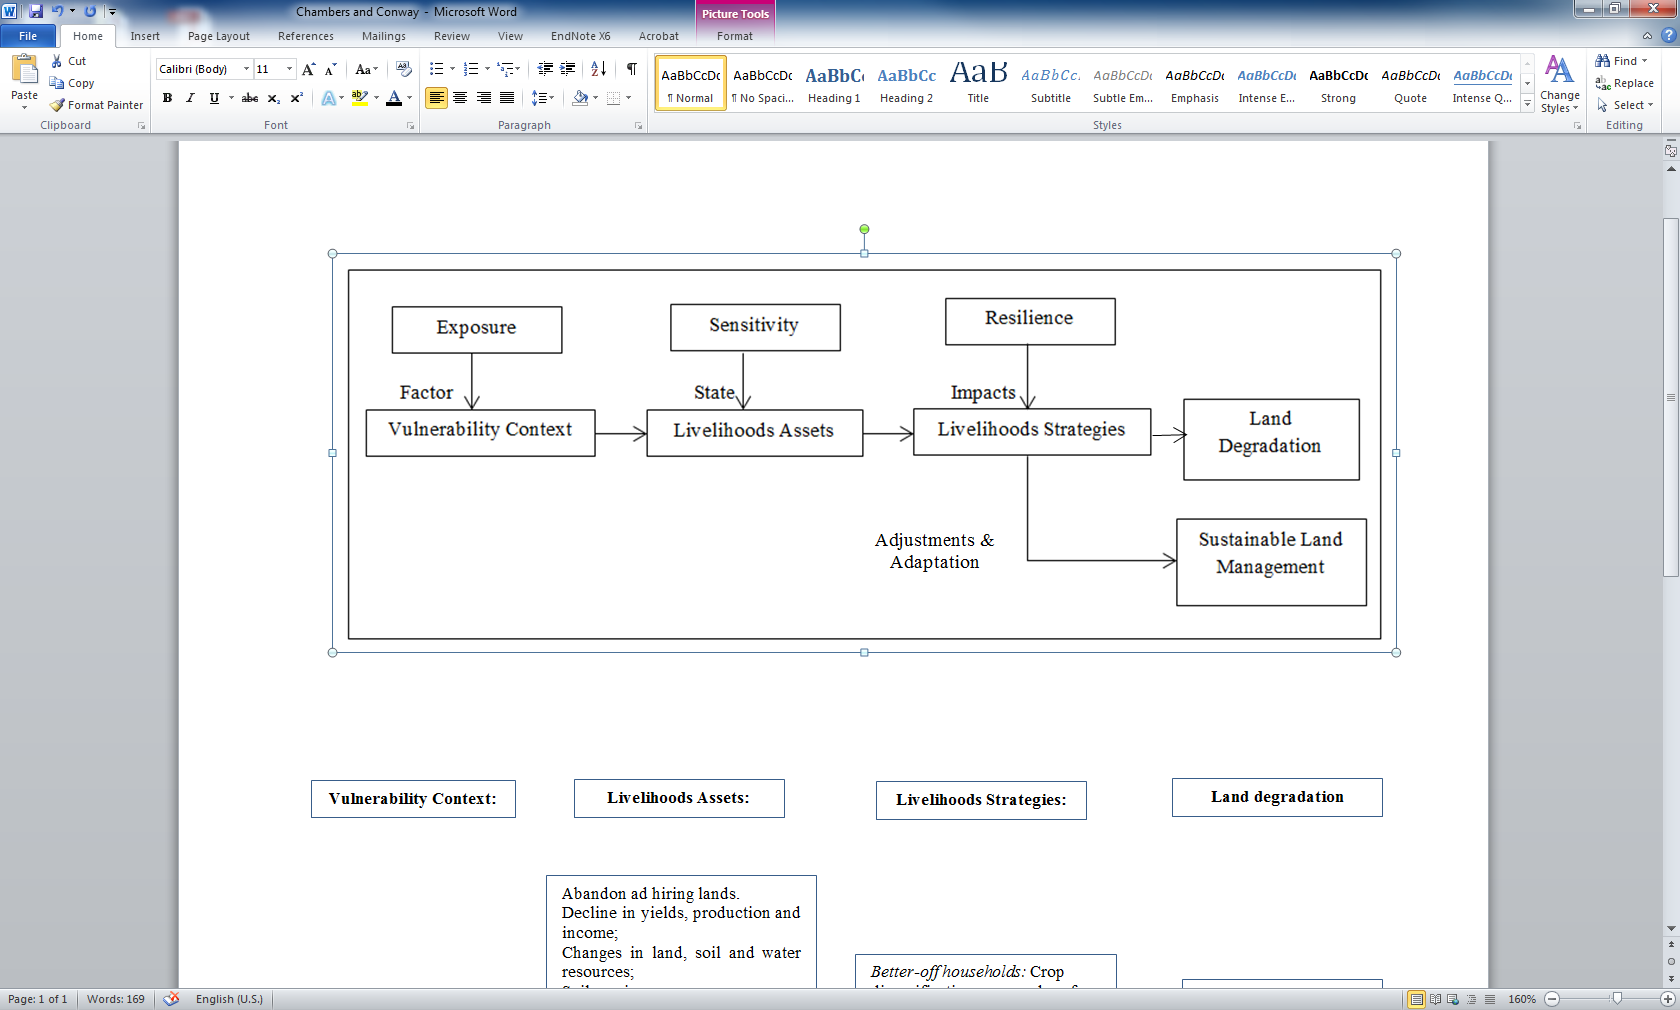 Chambers and Conway - Microsoft Word
Picture Tools
File Home Insert Page Layout References Mailings Review View EndNote X6 Acrobat Format
Paste
Cut
Copy
Format Painter
Clipboard
Calibri (Body) 11
Font
Paragraph
AaBbCcDc AaBbCcDc AaBbCc AaBbCc AaB AaBbCc. AaBbCcDc AaBbCcDc AaBbCcDc AaBbCcDc AaBbCcDc AaBbCcDc
¶ Normal ¶ No Spaci... Heading 1 Heading 2 Title Subtitle Subtle Em... Emphasis Intense E... Strong Quote Intense Q...
Styles
Change
Styles
Find
Replace
Select
Editing
Exposure
Sensitivity
Resilience
Factor
State
Impacts
Vulnerability Context
Livelihoods Assets
Livelihoods Strategies
Land
Degradation
Adjustments &
Adaptation
Sustainable Land
Management
Vulnerability Context:
Livelihoods Assets:
Livelihoods Strategies:
Land degradation
Abandon ad hiring lands.
Decline in yields, production and
income;
Changes in land, soil and water
resources;
Better-off households: Crop
Page: 1 of 1 Words: 169 English (U.S.) 160%